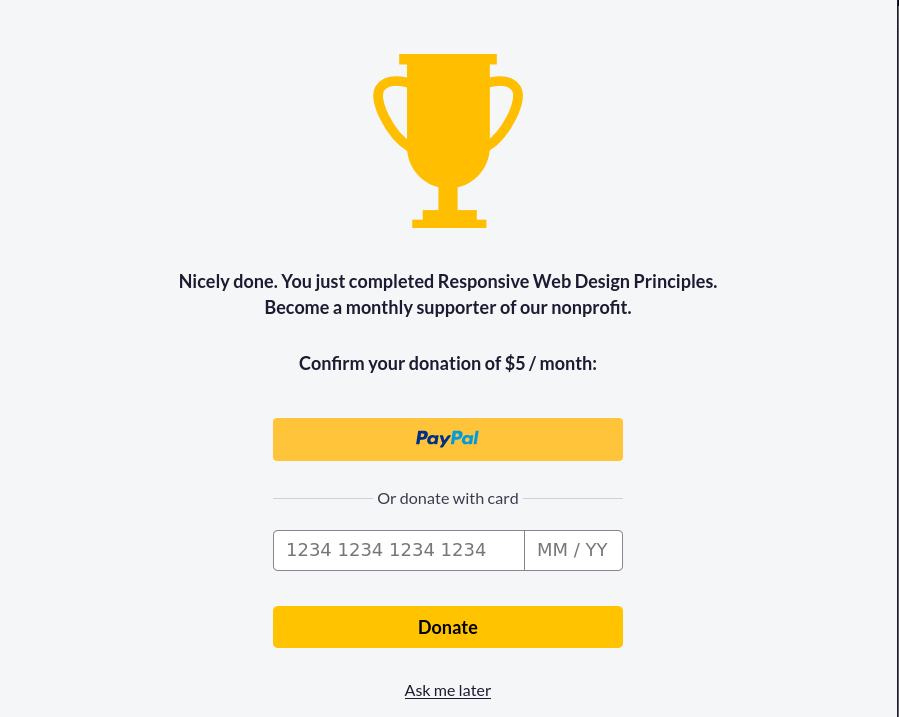 Nicely done. You just completed Responsive Web Design Principles.
Become a monthly supporter of our nonprofit.
Confirm your donation of $5 / month:
PayPal
Or donate with card
1234 1234 1234 1234 MM / YY
Donate
Ask me later